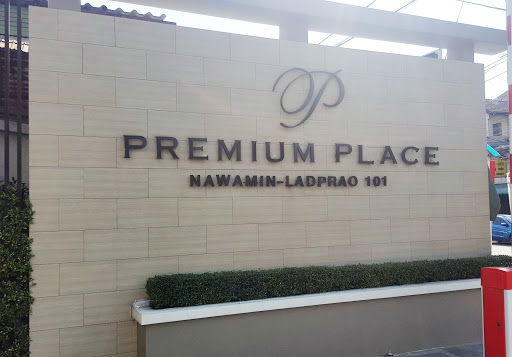 P
PREMIUM PLACE
NAWAMIN-LADPRAO 101